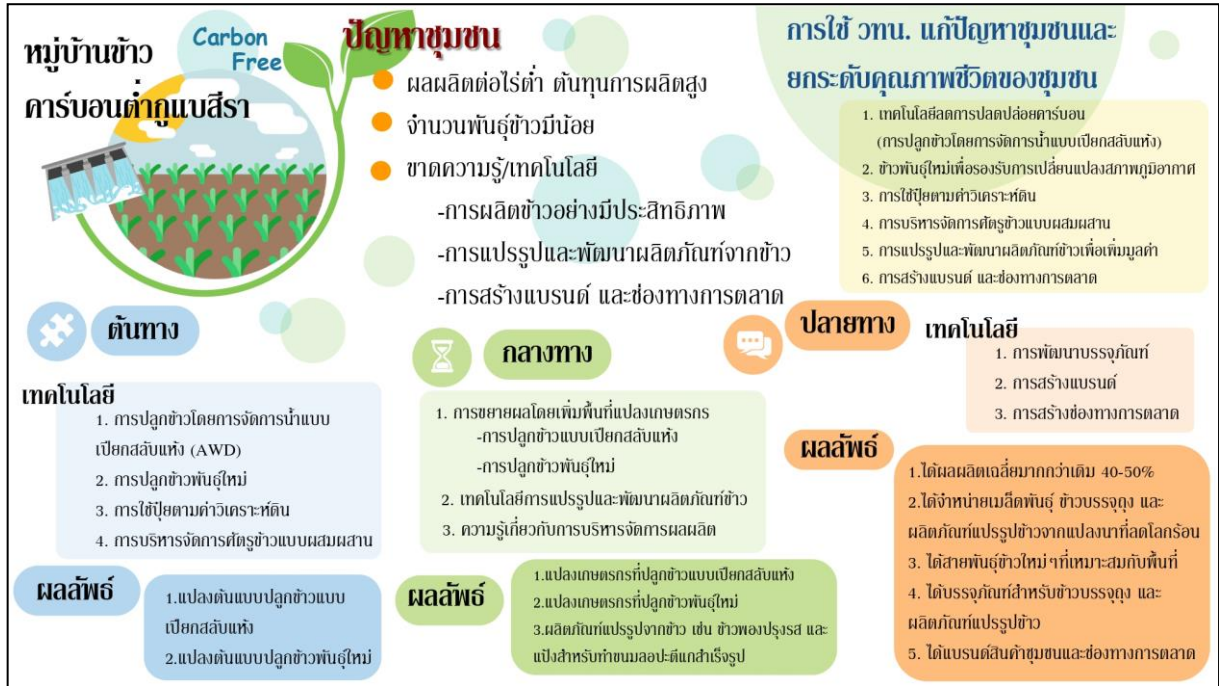 หมู่บ้านข้าว
คาร์บอนต่ำกูแบสีรา
Carbon
Free
ปัญหาชุมชน
ผลผลิตต่อไร่ต่ำ ต้นทุนการผลิตสูง
จำนวนพันธุ์ข้าวมีน้อย
ขาดความรู้/เทคโนโลยี
-การผลิตข้าวอย่างมีประสิทธิภาพ
-การแปรรูปและพัฒนาผลิตภัณฑ์จากข้าว
-การสร้างแบรนด์ และช่องทางการตลาด
การใช้ วทน. แก้ปัญหาชุมชนและ
ยกระดับคุณภาพชีวิตของชุมชน
1. เทคโนโลยีลดการปลดปล่อยคาร์บอน
(การปลูกข้าวโดยการจัดการน้ำแบบเปียกสลับแห้ง)
2. ข้าวพันธุ์ใหม่เพื่อรองรับการเปลี่ยนแปลงสภาพภูมิอากาศ
3. การใช้ปุ๋ยตามค่าวิเคราะห์ดิน
4. การบริหารจัดการศัตรูข้าวแบบผสมผสาน
5. การแปรรูปและพัฒนาผลิตภัณฑ์ข้าวเพื่อเพิ่มมูลค่า
6. การสร้างแบรนด์ และช่องทางการตลาด
ต้นทาง
เทคโนโลยี
1. การปลูกข้าวโดยการจัดการน้ำแบบ
เปียกสลับแห้ง (AWD)
2. การปลูกข้าวพันธุ์ใหม่
3. การใช้ปุ๋ยตามค่าวิเคราะห์ดิน
4. การบริหารจัดการศัตรูข้าวแบบผสมผสาน
ผลลัพธ์
1.แปลงต้นแบบปลูกข้าวแบบ
เปียกสลับแห้ง
2.แปลงต้นแบบปลูกข้าวพันธุ์ใหม่
กลางทาง
1. การขยายผลโดยเพิ่มพื้นที่แปลงเกษตรกร
-การปลูกข้าวแบบเปียกสลับแห้ง
-การปลูกข้าวพันธุ์ใหม่
2. เทคโนโลยีการแปรรูปและพัฒนาผลิตภัณฑ์ข้าว
3. ความรู้เกี่ยวกับการบริหารจัดการผลผลิต
ผลลัพธ์
1.แปลงเกษตรกรที่ปลูกข้าวแบบเปียกสลับแห้ง
2.แปลงเกษตรกรที่ปลูกข้าวพันธุ์ใหม่
3.ผลิตภัณฑ์แปรรูปจากข้าว เช่น ข้าวพองปรุงรส และ
แป้งสำหรับทำขนมลอปะตีแกสำเร็จรูป
ปลายทาง
เทคโนโลยี
1. การพัฒนาบรรจุภัณฑ์
2. การสร้างแบรนด์
3. การสร้างช่องทางการตลาด
ผลลัพธ์
1.ได้ผลผลิตเฉลี่ยมากกว่าเดิม 40-50%
2.ได้จำหน่ายเมล็ดพันธุ์ ข้าวบรรจุถุง และ
ผลิตภัณฑ์แปรรูปข้าวจากแปลงนาที่ลดโลกร้อน
3. ได้สายพันธุ์ข้าวใหม่ ๆที่เหมาะสมกับพื้นที่
4. ได้บรรจุภัณฑ์สำหรับข้าวบรรจุถุง และ
ผลิตภัณฑ์แปรรูปข้าว
5. ได้แบรนด์สินค้าชุมชนและช่องทางการตลาด